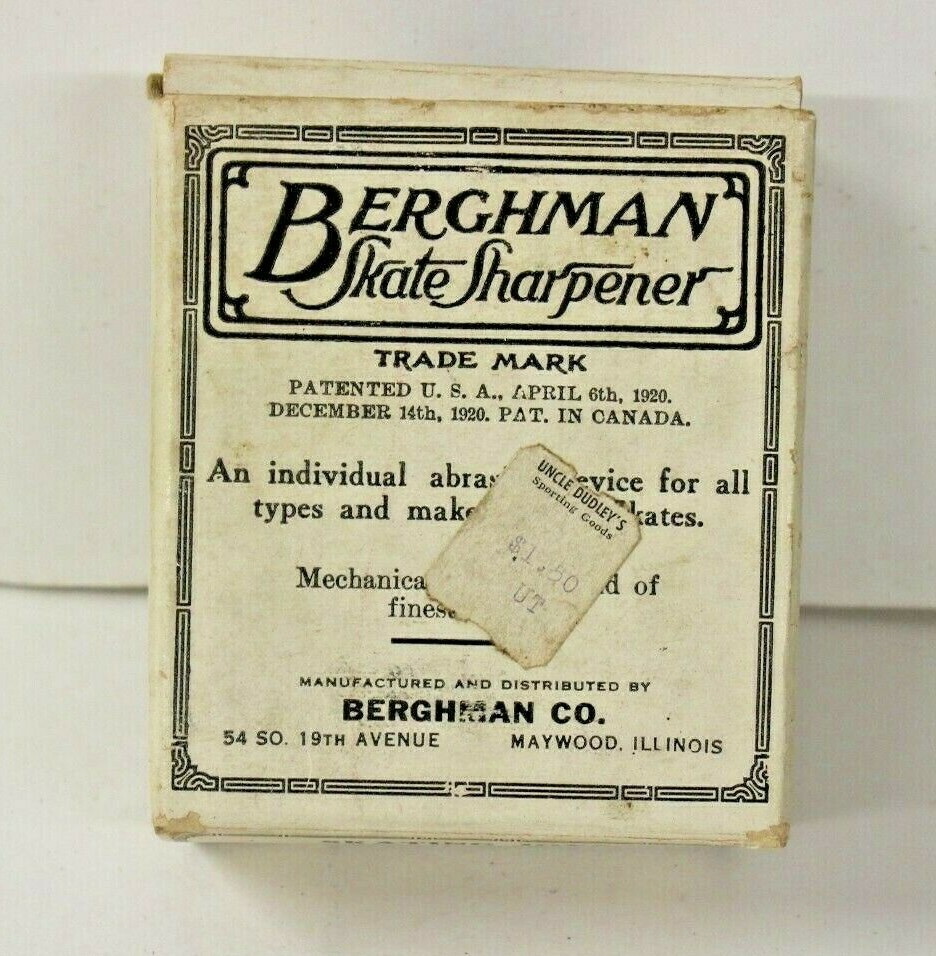 BERGHMAN
Skate Sharpener
TRADE MARK
PATENTED U. S. A., APRIL 6th, 1920.
DECEMBER 14th, 1920. PAT. IN CANADA.
An individual abras evice for all
types and make kates.
Mechanica d of
fines
UNCLE DUDLEY'S
Sporting Goods
$1.50
UT
MANUFACTURED AND DISTRIBUTED BY
BERGHMAN CO.
54 SO. 19TH AVENUE MAYWOOD, ILLINOIS